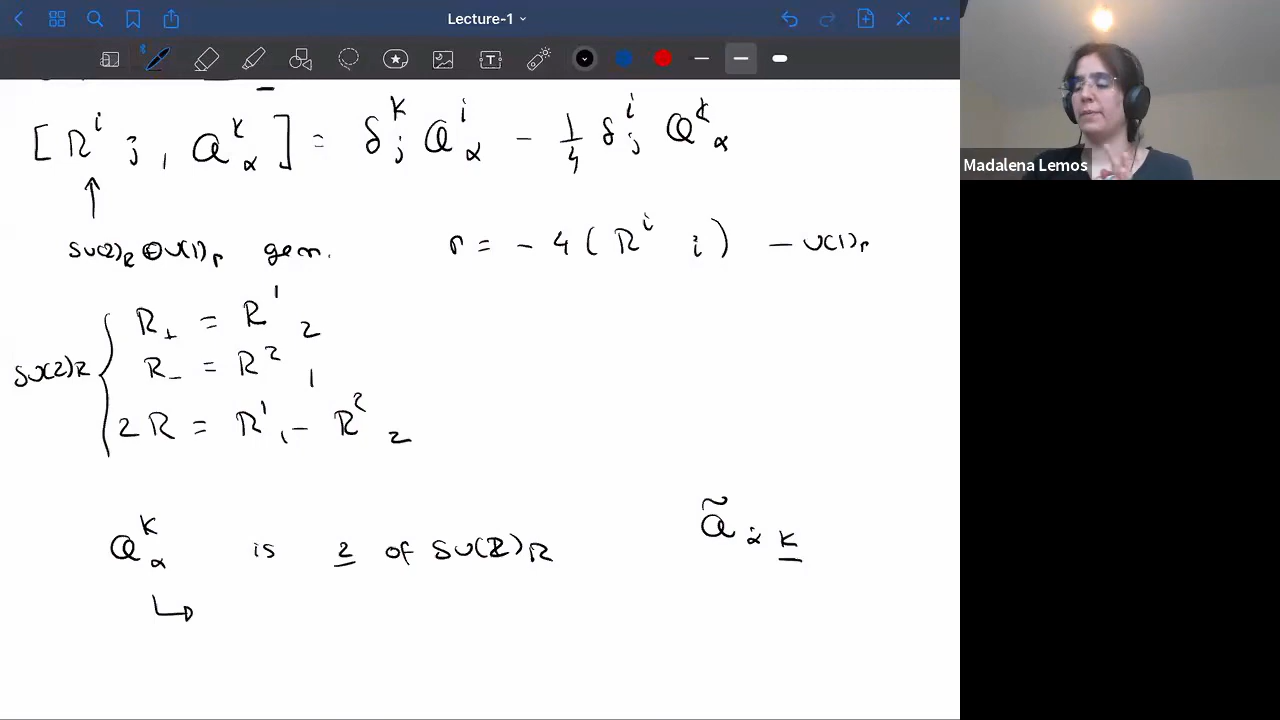 Lecture-1
[R^i_j, Q^k_α] = δ^k_j Q^i_α - 1/4 δ^i_j Q^k_α
Madalena Lemos
↑
SU(2)_R ⊕ U(1)_r gen. r = -4 (R^i_i) - U(1)_r
SU(2)_R { R_+ = R^1_2
R_- = R^2_1
2R = R^1_1 - R^2_2
Q^k_α is 2 of SU(2)_R Q̃_α̇ k
↳